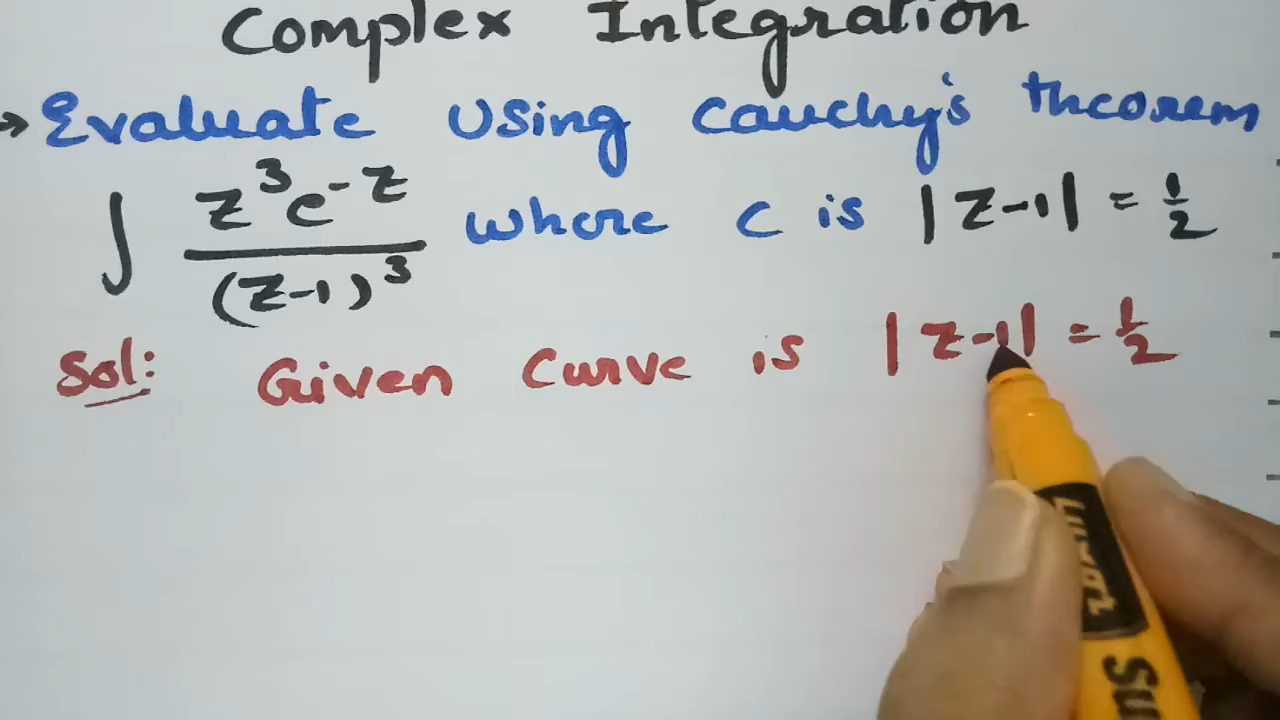 Complex Integration
→ Evaluate using Cauchy's theorem
∫ z³e⁻ᶻ / (z-1)³ where C is |z-1| = 1/2
Sol: Given Curve is |z-1| = 1/2